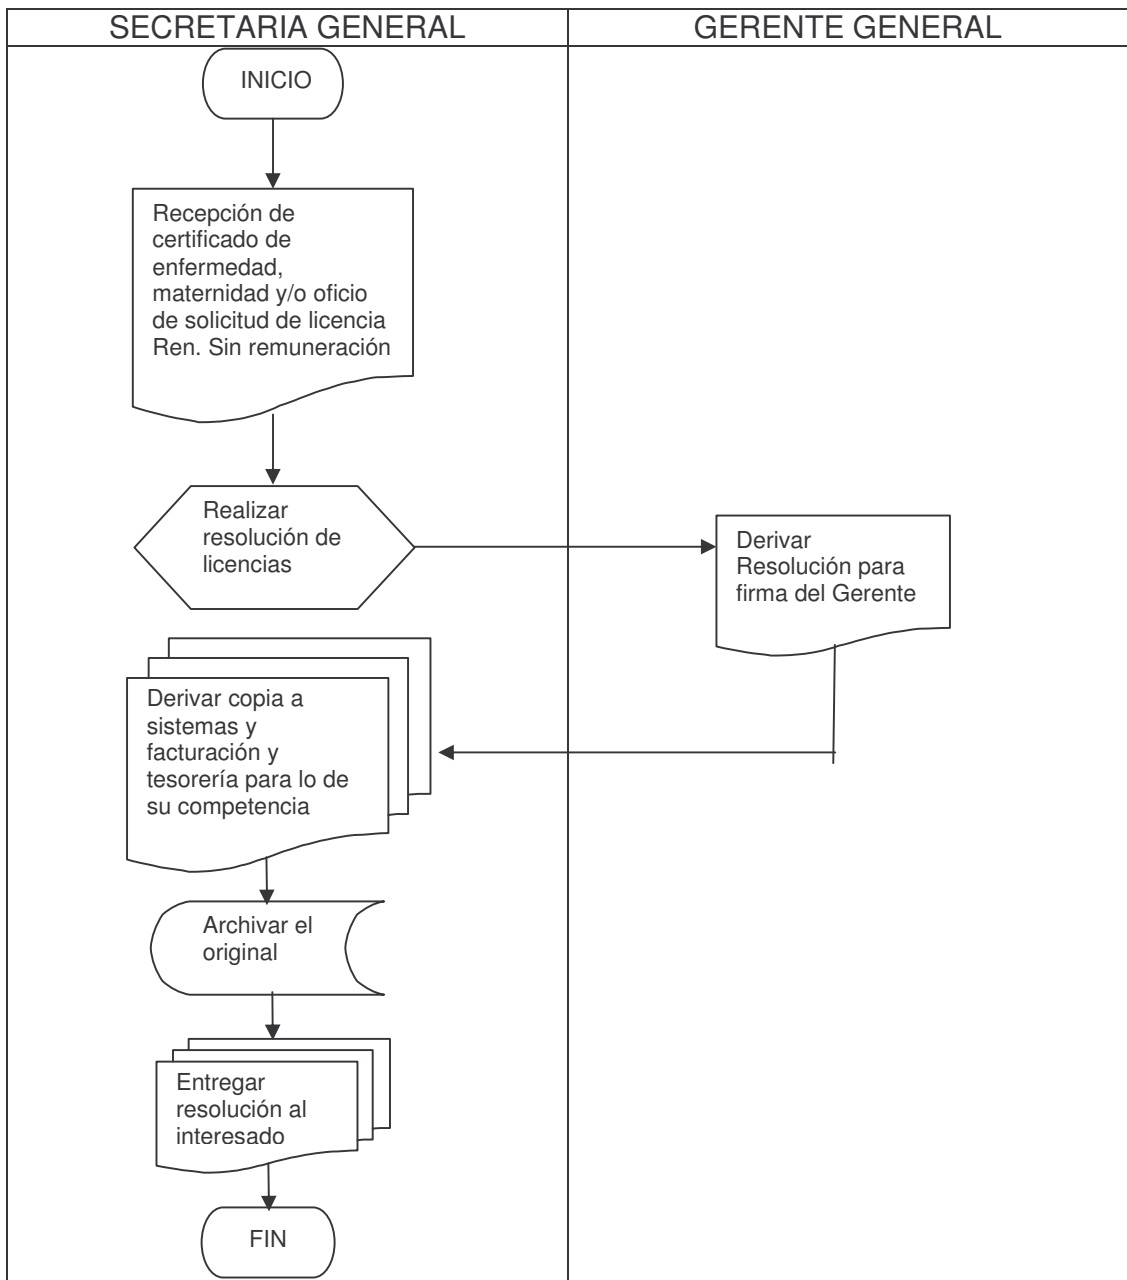 SECRETARIA GENERAL
GERENTE GENERAL
INICIO
Recepción de
certificado de
enfermedad,
maternidad y/o oficio
de solicitud de licencia
Ren. Sin remuneración
Realizar
resolución de
licencias
Derivar
Resolución para
firma del Gerente
Derivar copia a
sistemas y
facturación y
tesorería para lo de
su competencia
Archivar el
original
Entregar
resolución al
interesado
FIN